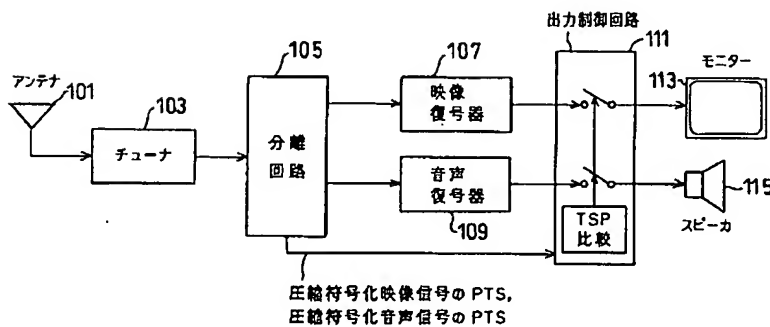 出力制御回路
105
107
111
モニター
アンテナ
101
103
映像
復号器
113
チューナ
分離
回路
音声
復号器
109
TSP
比較
115
スピーカ
圧縮符号化映像信号の PTS,
圧縮符号化音声信号の PTS